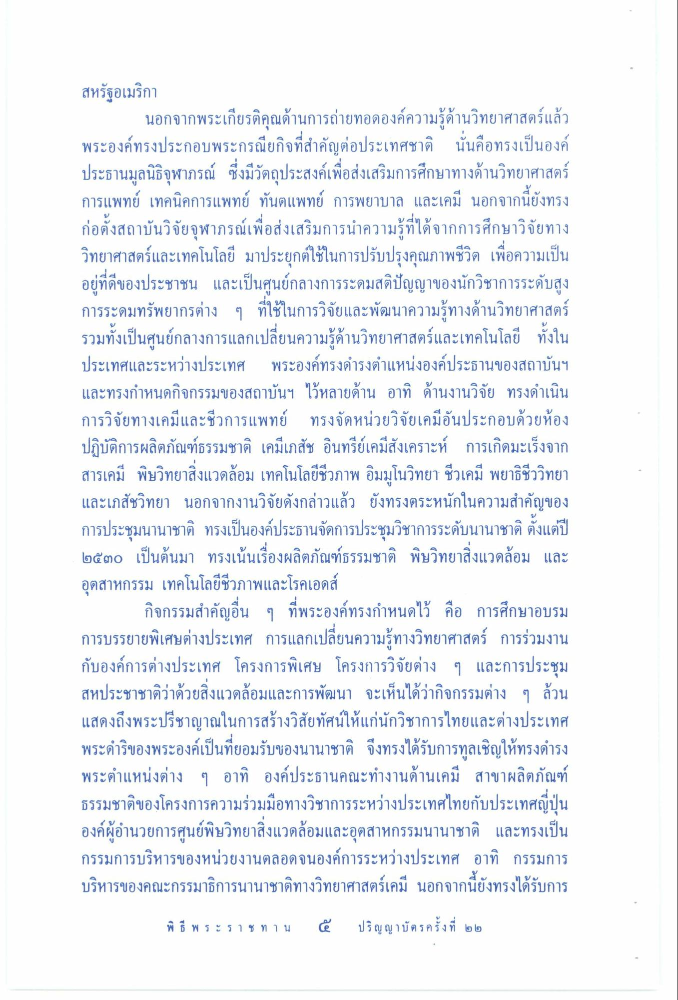 สหรัฐอเมริกา
นอกจากพระเกียรติคุณด้านการถ่ายทอดองค์ความรู้ด้านวิทยาศาสตร์แล้ว
พระองค์ทรงประกอบพระกรณียกิจที่สำคัญต่อประเทศชาติ นั่นคือทรงเป็นองค์
ประธานมูลนิธิจุฬาภรณ์ ซึ่งมีวัตถุประสงค์เพื่อส่งเสริมการศึกษาทางด้านวิทยาศาสตร์
การแพทย์ เทคนิคการแพทย์ ทันตแพทย์ การพยาบาล และเคมี นอกจากนี้ยังทรง
ก่อตั้งสถาบันวิจัยจุฬาภรณ์เพื่อส่งเสริมการนำความรู้ที่ได้จากการศึกษาวิจัยทาง
วิทยาศาสตร์และเทคโนโลยี มาประยุกต์ใช้ในการปรับปรุงคุณภาพชีวิต เพื่อความเป็น
อยู่ที่ดีของประชาชน และเป็นศูนย์กลางการระดมสติปัญญาของนักวิชาการระดับสูง
การระดมทรัพยากรต่าง ๆ ที่ใช้ในการวิจัยและพัฒนาความรู้ทางด้านวิทยาศาสตร์
รวมทั้งเป็นศูนย์กลางการแลกเปลี่ยนความรู้ด้านวิทยาศาสตร์และเทคโนโลยี ทั้งใน
ประเทศและระหว่างประเทศ พระองค์ทรงดำรงตำแหน่งองค์ประธานของสถาบันฯ
และทรงกำหนดกิจกรรมของสถาบันฯ ไว้หลายด้าน อาทิ ด้านงานวิจัย ทรงดำเนิน
การวิจัยทางเคมีและชีวการแพทย์ ทรงจัดหน่วยวิจัยเคมีอันประกอบด้วยห้อง
ปฏิบัติการผลิตภัณฑ์ธรรมชาติ เคมีเภสัช อินทรีย์เคมีสังเคราะห์ การเกิดมะเร็งจาก
สารเคมี พิษวิทยาสิ่งแวดล้อม เทคโนโลยีชีวภาพ อิมมูโนวิทยา ชีวเคมี พยาธิชีววิทยา
และเภสัชวิทยา นอกจากงานวิจัยดังกล่าวแล้ว ยังทรงตระหนักในความสำคัญของ
การประชุมนานาชาติ ทรงเป็นองค์ประธานจัดการประชุมวิชาการระดับนานาชาติ ตั้งแต่ปี
๒๕๓๐ เป็นต้นมา ทรงเน้นเรื่องผลิตภัณฑ์ธรรมชาติ พิษวิทยาสิ่งแวดล้อม และ
อุตสาหกรรม เทคโนโลยีชีวภาพและโรคเอดส์
กิจกรรมสำคัญอื่น ๆ ที่พระองค์ทรงกำหนดไว้ คือ การศึกษาอบรม
การบรรยายพิเศษต่างประเทศ การแลกเปลี่ยนความรู้ทางวิทยาศาสตร์ การร่วมงาน
กับองค์การต่างประเทศ โครงการพิเศษ โครงการวิจัยต่าง ๆ และการประชุม
สหประชาชาติว่าด้วยสิ่งแวดล้อมและการพัฒนา จะเห็นได้ว่ากิจกรรมต่าง ๆ ล้วน
แสดงถึงพระปรีชาญาณในการสร้างวิสัยทัศน์ให้แก่นักวิชาการไทยและต่างประเทศ
พระดำริของพระองค์เป็นที่ยอมรับของนานาชาติ จึงทรงได้รับการทูลเชิญให้ทรงดำรง
พระตำแหน่งต่าง ๆ อาทิ องค์ประธานคณะทำงานด้านเคมี สาขาผลิตภัณฑ์
ธรรมชาติของโครงการความร่วมมือทางวิชาการระหว่างประเทศไทยกับประเทศญี่ปุ่น
องค์ผู้อำนวยการศูนย์พิษวิทยาสิ่งแวดล้อมและอุตสาหกรรมนานาชาติ และทรงเป็น
กรรมการบริหารของหน่วยงานตลอดจนองค์การระหว่างประเทศ อาทิ กรรมการ
บริหารของคณะกรรมาธิการนานาชาติทางวิทยาศาสตร์เคมี นอกจากนี้ยังทรงได้รับการ
พิธีพระราชทาน ๕ ปริญญาบัตรครั้งที่ ๒๒